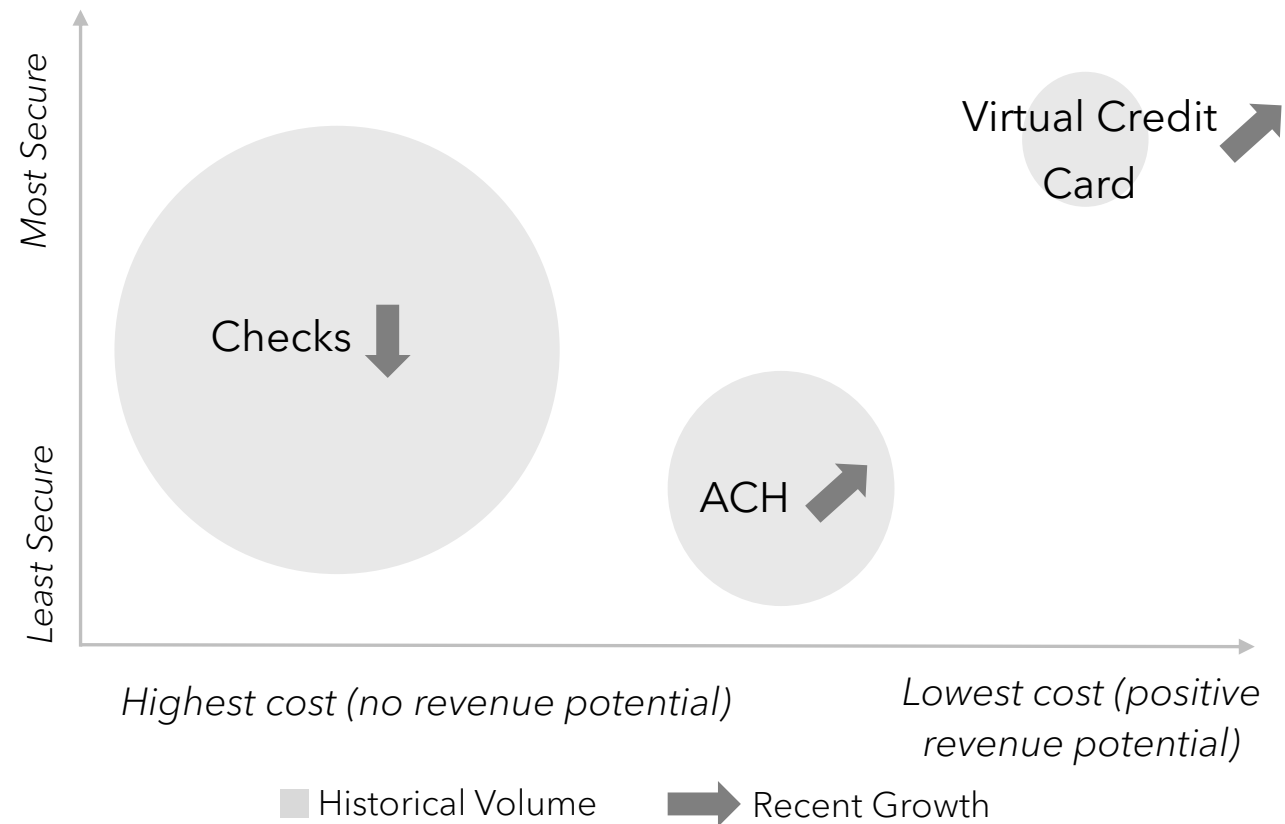 Most Secure
Least Secure
Virtual Credit
Card
Checks
ACH
Highest cost (no revenue potential)
Lowest cost (positive
revenue potential)
Historical Volume
Recent Growth